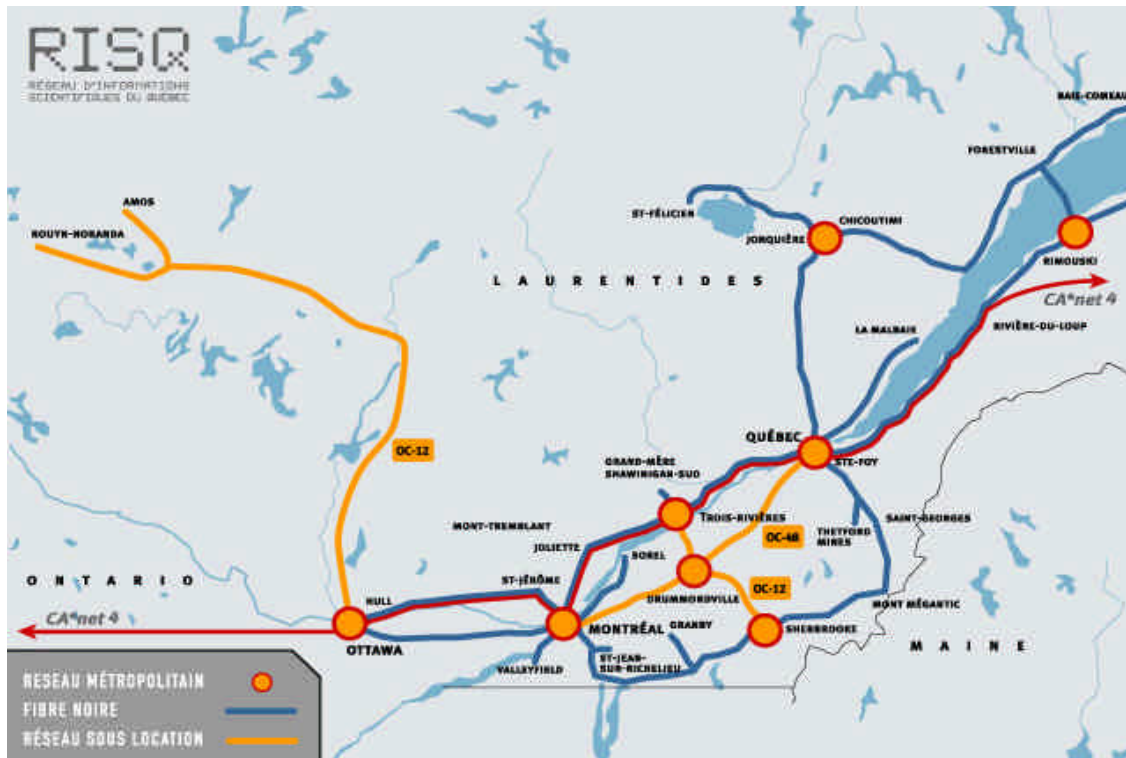 RISQ
RÉSEAU D'INFORMATIONS
SCIENTIFIQUES DU QUÉBEC
BAIE-COMEAU
FORESTVILLE
AMOS
ST-FÉLICIEN
CHICOUTIMI
ROUYN-NORANDA
JONQUIÈRE
RIMOUSKI
LAURENTIDES
CA*net 4
LA MALBAIE
RIVIÈRE-DU-LOUP
QUÉBEC
OC-12
GRAND-MÈRE
SHAWINIGAN-SUD
STE-FOY
TROIS-RIVIÈRES
SAINT-GEORGES
MONT-TREMBLANT
THETFORD
MINES
OC-48
JOLIETTE
SOREL
ONTARIO
ST-JÉRÔME
OC-12
HULL
DRUMMONDVILLE
MONT MÉGANTIC
CA*net 4
MONTRÉAL
GRANBY
SHERBROOKE
OTTAWA
MAINE
ST-JEAN-
SUR-RICHELIEU
VALLEYFIELD
RESEAU MÉTROPOLITAIN
FIBRE NOIRE
RÉSEAU SOUS LOCATION